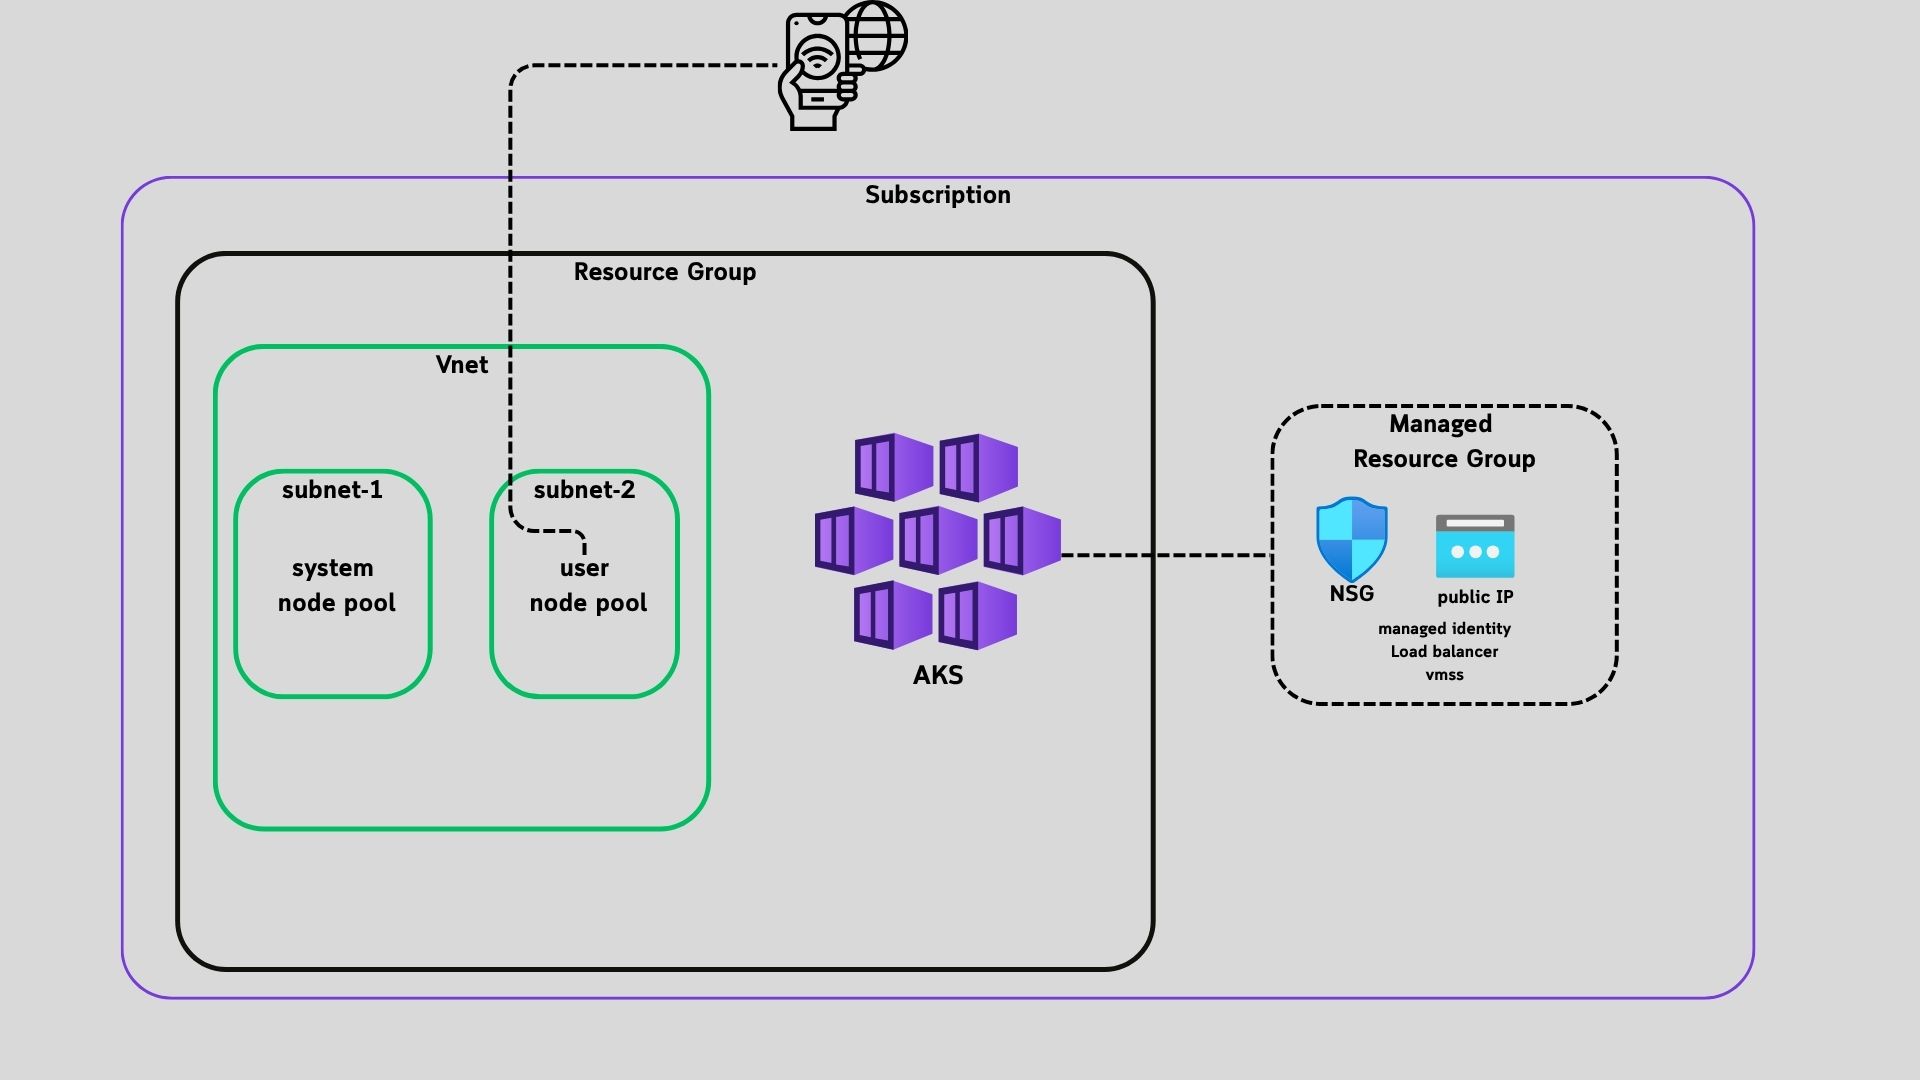 Subscription
Resource Group
Vnet
subnet-1
system
node pool
subnet-2
user
node pool
AKS
Managed
Resource Group
NSG
public IP
managed identity
Load balancer
vmss